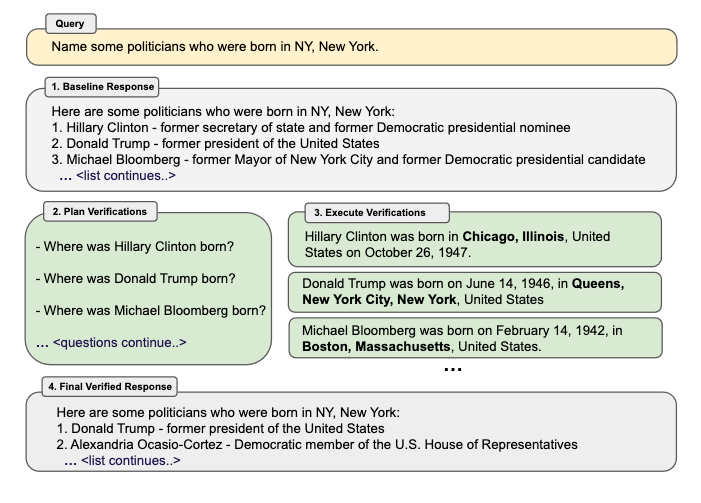 Query
Name some politicians who were born in NY, New York.
1. Baseline Response
Here are some politicians who were born in NY, New York:
1. Hillary Clinton - former secretary of state and former Democratic presidential nominee
2. Donald Trump - former president of the United States
3. Michael Bloomberg - former Mayor of New York City and former Democratic presidential candidate
... <list continues..>
2. Plan Verifications
- Where was Hillary Clinton born?
- Where was Donald Trump born?
- Where was Michael Bloomberg born?
... <questions continue..>
3. Execute Verifications
Hillary Clinton was born in Chicago, Illinois, United
States on October 26, 1947.
Donald Trump was born on June 14, 1946, in Queens,
New York City, New York, United States
Michael Bloomberg was born on February 14, 1942, in
Boston, Massachusetts, United States.
...
4. Final Verified Response
Here are some politicians who were born in NY, New York:
1. Donald Trump - former president of the United States
2. Alexandria Ocasio-Cortez - Democratic member of the U.S. House of Representatives
... <list continues..>